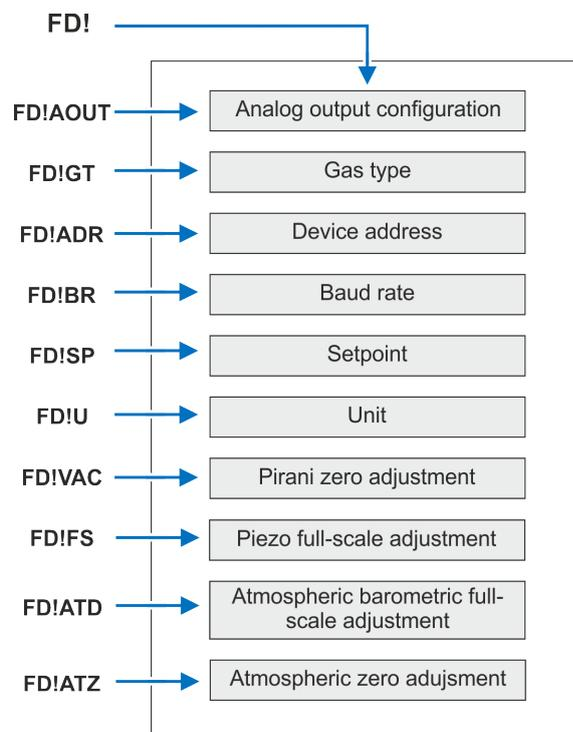 FD!
FD!AOUT
Analog output configuration
FD!GT
Gas type
FD!ADR
Device address
FD!BR
Baud rate
FD!SP
Setpoint
FD!U
Unit
FD!VAC
Pirani zero adjustment
FD!FS
Piezo full-scale adjustment
FD!ATD
Atmospheric barometric full-
scale adjustment
FD!ATZ
Atmospheric zero adujsment